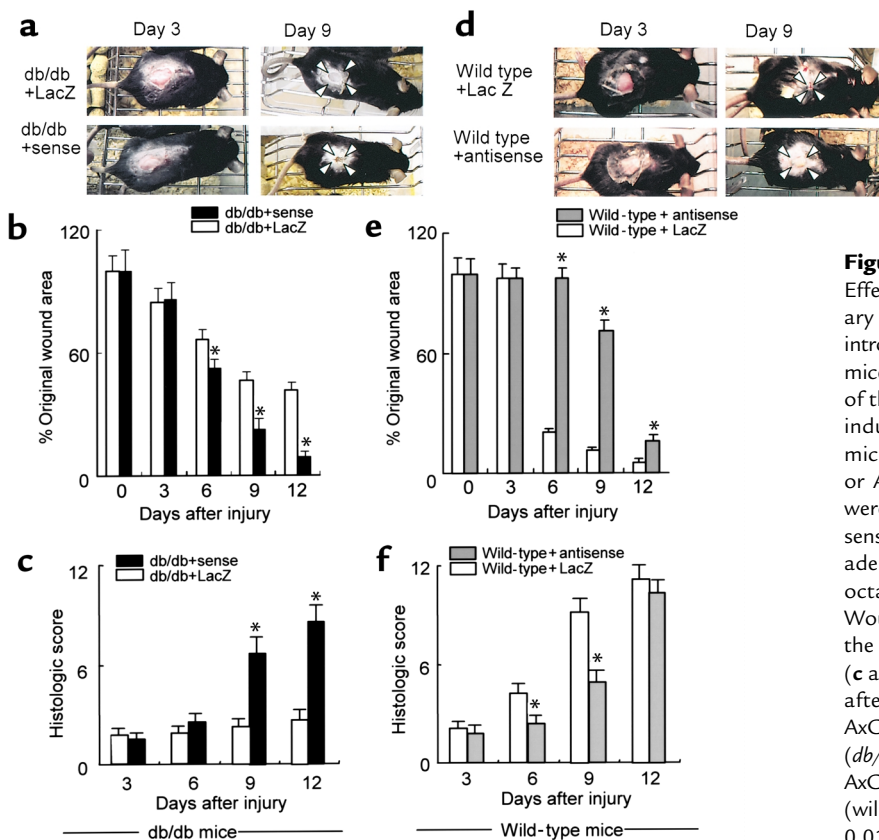 a
Day 3
Day 9
db/db
+LacZ
db/db
+sense
d
Day 3
Day 9
Wild type
+Lac Z
Wild type
+antisense
b
db/db+sense
db/db+LacZ
120
60
0
% Original wound area
*
*
*
0 3 6 9 12
Days after injury
e
Wild-type + antisense
Wild-type + LacZ
120
60
0
% Original wound area
*
*
*
0 3 6 9 12
Days after injury
c
db/db+sense
db/db+LacZ
12
6
0
Histologic score
*
*
3 6 9 12
Days after injury
db/db mice
f
Wild-type+antisense
Wild-type+LacZ
12
6
0
Histologic score
*
*
3 6 9 12
Days after injury
Wild-type mice
Figu
Effe
ary
intro
mice
of th
indu
mic
or A
were
sens
ade
octa
Wou
the
(c a
afte
AxC
(db/
AxC
(wil
0.0